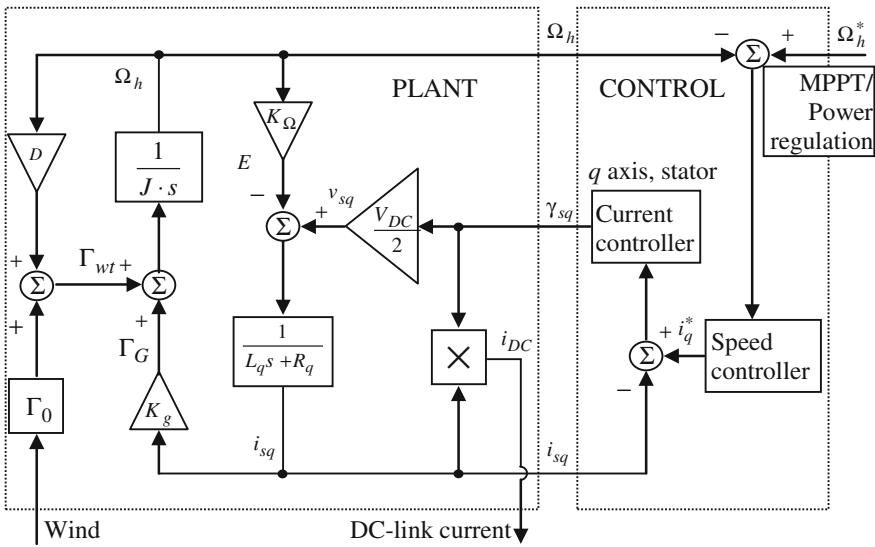 Ω_h
−
+
Ω_h^*
Σ
Ω_h
PLANT
CONTROL
MPPT/
Power
regulation
K_Ω
D
1
J · s
E
−
v_sq
+
Σ
V_DC
2
γ_sq
q axis, stator
Current
controller
+
Γ_wt
+
Σ
Σ
+
+
Γ_G
1
L_q s + R_q
×
i_DC
+
i_q^*
Σ
−
Speed
controller
Γ_0
K_g
i_sq
i_sq
Wind
DC-link current